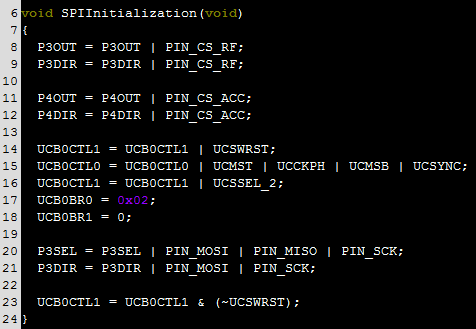 6 void SPIInitialization(void)
7 {
8 P3OUT = P3OUT | PIN_CS_RF;
9 P3DIR = P3DIR | PIN_CS_RF;
10
11 P4OUT = P4OUT | PIN_CS_ACC;
12 P4DIR = P4DIR | PIN_CS_ACC;
13
14 UCB0CTL1 = UCB0CTL1 | UCSWRST;
15 UCB0CTL0 = UCB0CTL0 | UCMST | UCCKPH | UCMSB | UCSYNC;
16 UCB0CTL1 = UCB0CTL1 | UCSSEL_2;
17 UCB0BR0 = 0x02;
18 UCB0BR1 = 0;
19
20 P3SEL = P3SEL | PIN_MOSI | PIN_MISO | PIN_SCK;
21 P3DIR = P3DIR | PIN_MOSI | PIN_SCK;
22
23 UCB0CTL1 = UCB0CTL1 & (~UCSWRST);
24 }